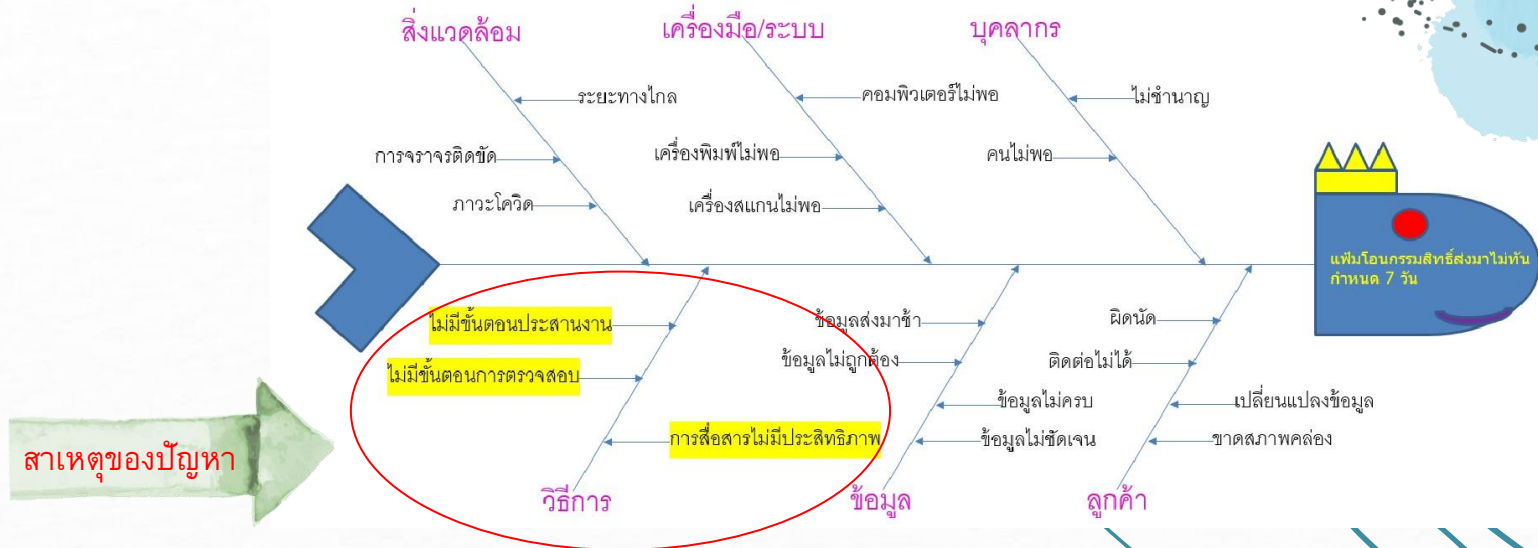 สิ่งแวดล้อม
เครื่องมือ/ระบบ
บุคลากร
ระยะทางไกล
คอมพิวเตอร์ไม่พอ
ไม่ชำนาญ
การจราจรติดขัด
เครื่องพิมพ์ไม่พอ
คนไม่พอ
ภาวะโควิด
เครื่องสแกนไม่พอ
แฟ้มโอนกรรมสิทธิ์ส่งมาไม่ทัน
กำหนด 7 วัน
ไม่มีขั้นตอนประสานงาน
ข้อมูลส่งมาช้า
ผิดนัด
ไม่มีขั้นตอนการตรวจสอบ
ข้อมูลไม่ถูกต้อง
ติดต่อไม่ได้
ข้อมูลไม่ครบ
เปลี่ยนแปลงข้อมูล
การสื่อสารไม่มีประสิทธิภาพ
ข้อมูลไม่ชัดเจน
ขาดสภาพคล่อง
สาเหตุของปัญหา
วิธีการ
ข้อมูล
ลูกค้า